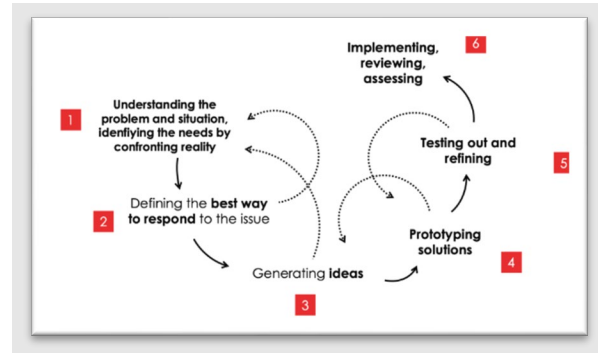 1
Understanding the
problem and situation,
idenfiying the needs by
confronting reality
2
Defining the best way
to respond to the issue
3
Generating ideas
4
Prototyping
solutions
5
Testing out and
refining
6
Implementing,
reviewing,
assessing